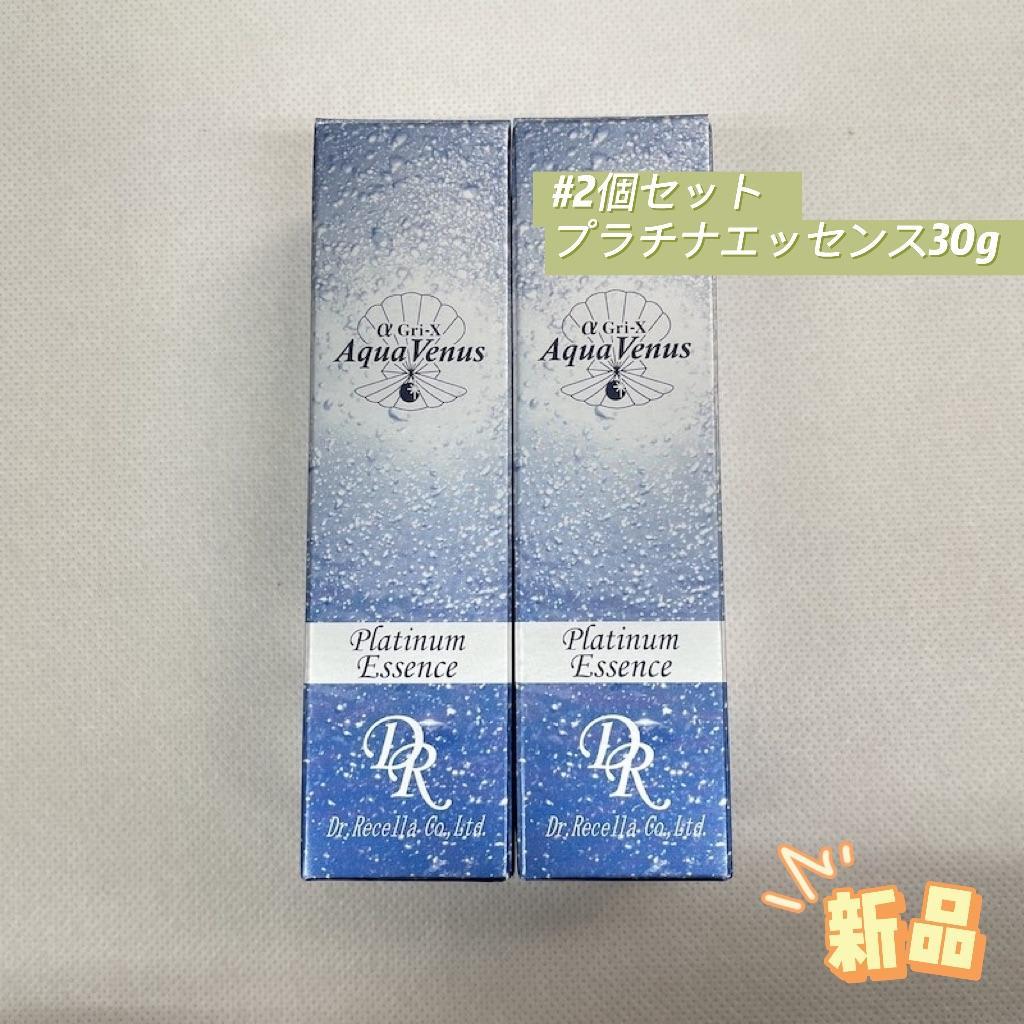 #2個セット
プラチナエッセンス30g
α Gri-X
Aqua Venus
Platinum
Essence
DR
Dr.Recella Co.,Ltd.
α Gri-X
Aqua Venus
Platinum
Essence
DR
Dr.Recella Co.,Ltd.
新品